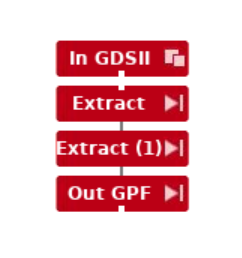 In GDSII
Extract
Extract (1)
Out GPF